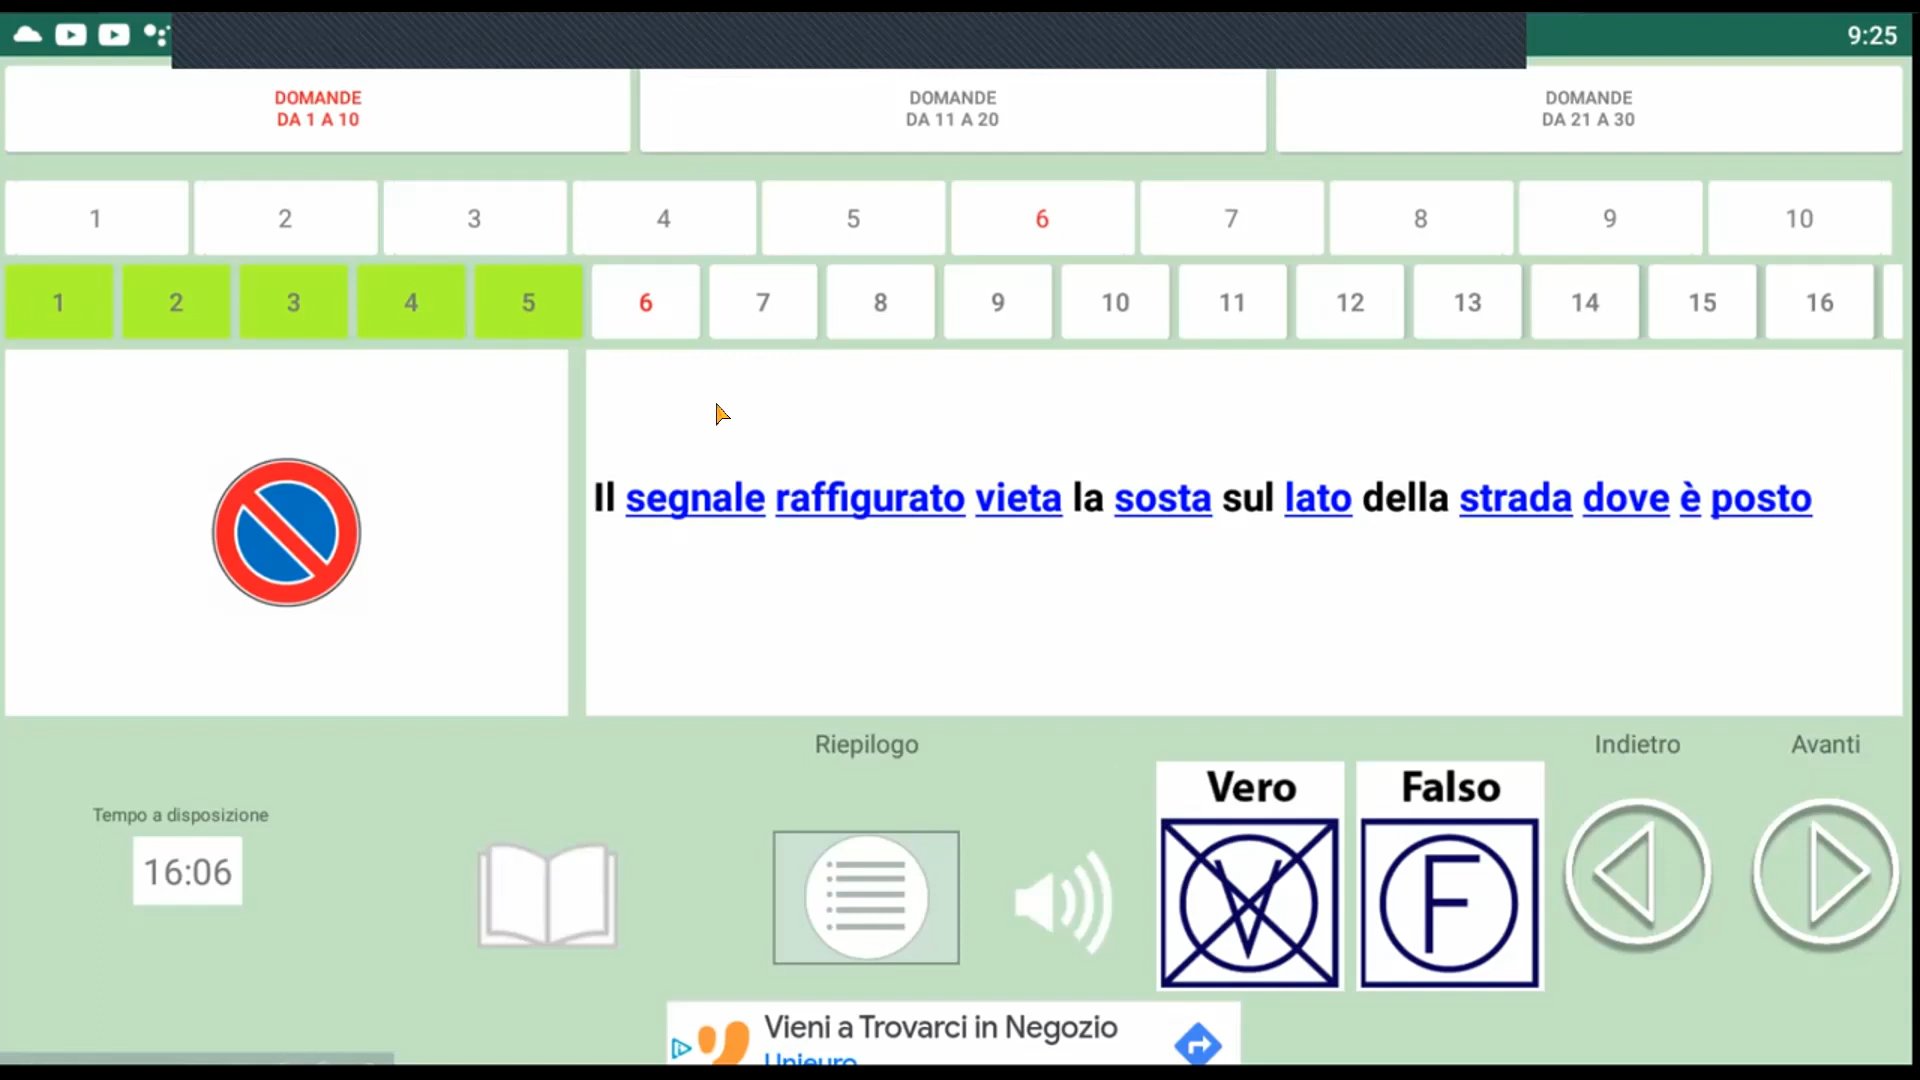 9:25
DOMANDE
DA 1 A 10
DOMANDE
DA 11 A 20
DOMANDE
DA 21 A 30
1 2 3 4 5 6 7 8 9 10
1 2 3 4 5 6 7 8 9 10 11 12 13 14 15 16
Il segnale raffigurato vieta la sosta sul lato della strada dove è posto
Riepilogo
Indietro
Avanti
Vero
Falso
Tempo a disposizione
16:06
V
F
Vieni a Trovarci in Negozio
Unieuro